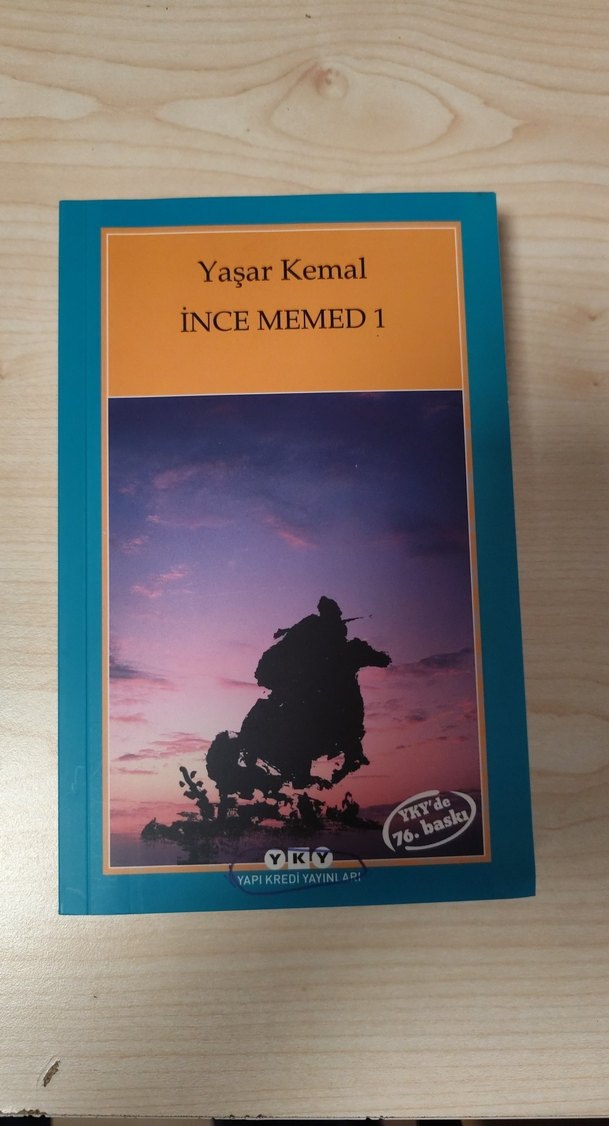 Yaşar Kemal
İNCE MEMED 1
YKY'de
76. baskı
YKY
YAPI KREDİ YAYINLARI